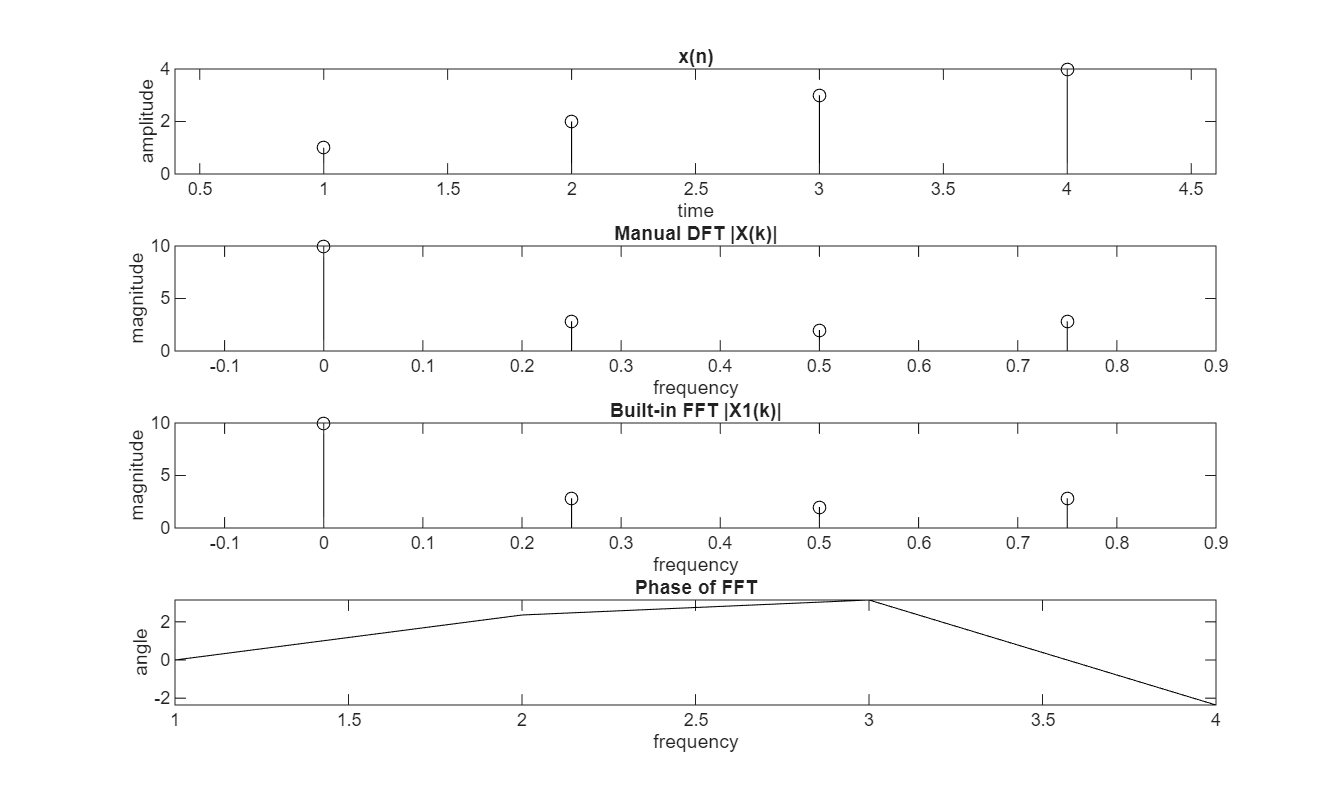 x(n)
amplitude
4
2
0
0.5 1 1.5 2 2.5 3 3.5 4 4.5
time
Manual DFT |X(k)|
magnitude
10
5
0
-0.1 0 0.1 0.2 0.3 0.4 0.5 0.6 0.7 0.8 0.9
frequency
Built-in FFT |X1(k)|
magnitude
10
5
0
-0.1 0 0.1 0.2 0.3 0.4 0.5 0.6 0.7 0.8 0.9
frequency
Phase of FFT
angle
2
0
-2
1 1.5 2 2.5 3 3.5 4
frequency